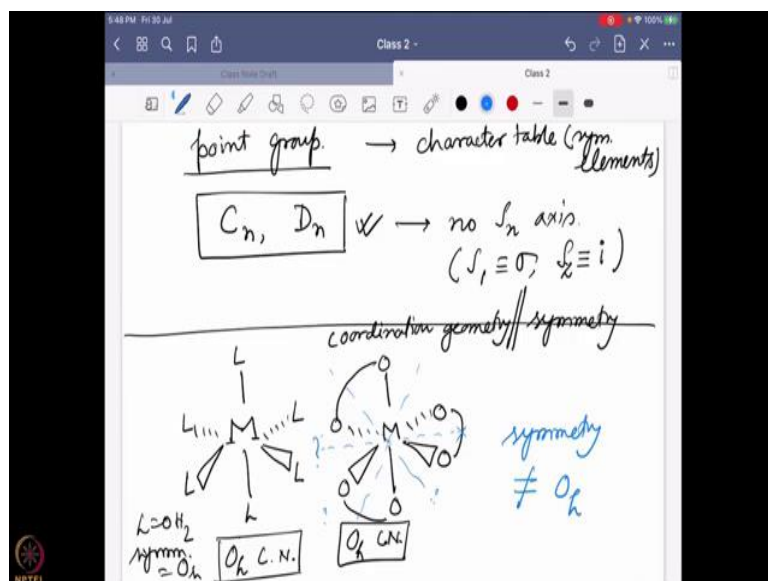 5:48 PM Fri 30 Jul
100%
Class 2
Class Note Draft
Class 2
point group. → character table (sym. elements)
Cn, Dn → no Sn axis.
(S1 ≡ σ, S2 ≡ i)
coordination geometry || symmetry
L
L L
M
L L
L
L = OH2
symm. = Oh
Oh C.N.
O
O O
M
O O
O
? ?
?
Oh C.N.
symmetry
≠ Oh
NPTEL